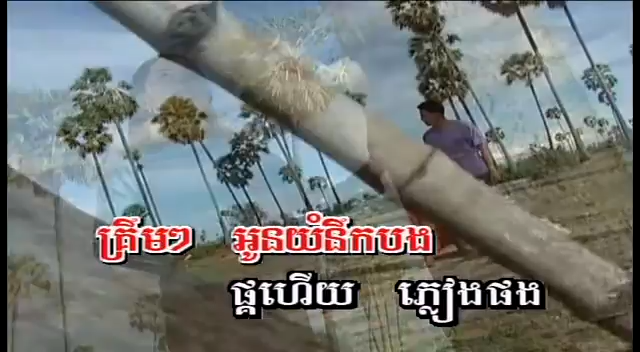 គ្រឹមៗ អូនយំនឹកបង
ផ្គរហើយ ភ្លៀងផង